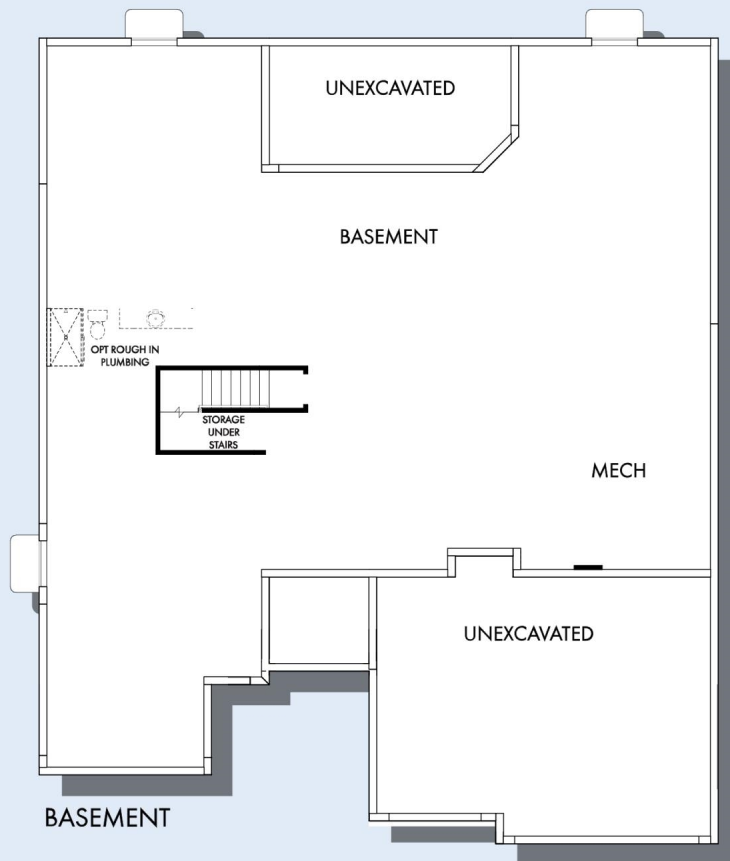 UNEXCAVATED
BASEMENT
OPT ROUGH IN
PLUMBING
STORAGE
UNDER
STAIRS
MECH
UNEXCAVATED
BASEMENT